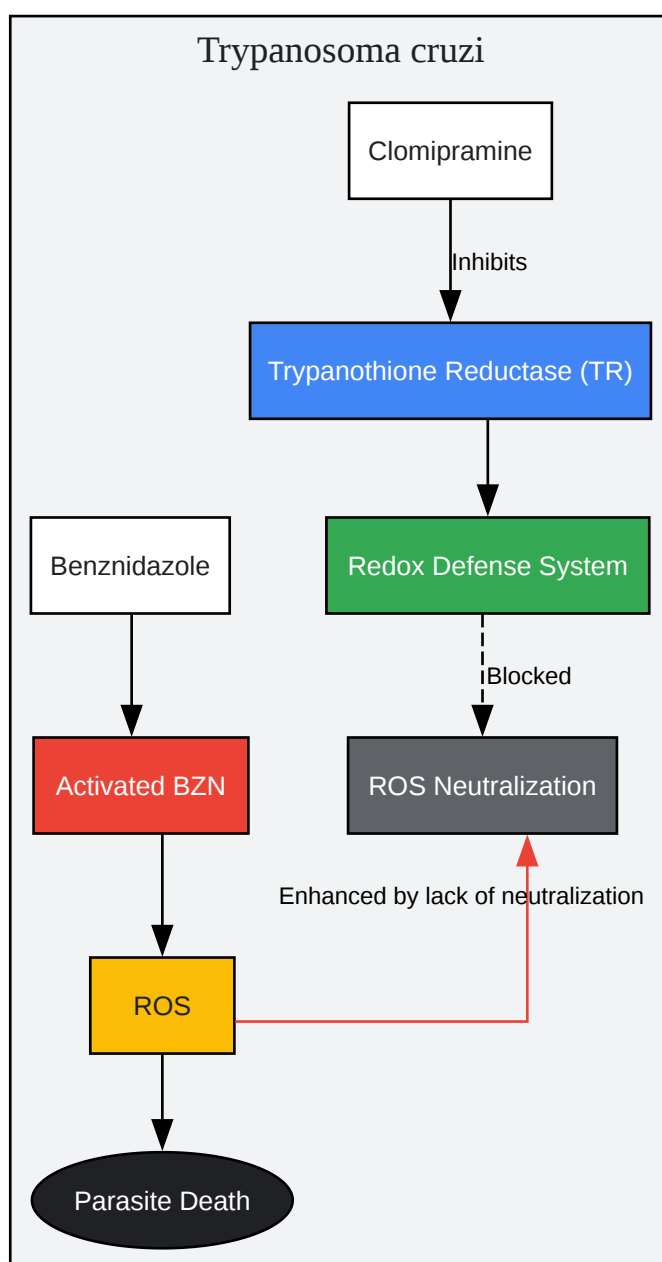 Trypanosoma cruzi
Clomipramine
Inhibits
Trypanothione Reductase (TR)
Benznidazole
Redox Defense System
Blocked
Activated BZN
ROS Neutralization
Enhanced by lack of neutralization
ROS
Parasite Death